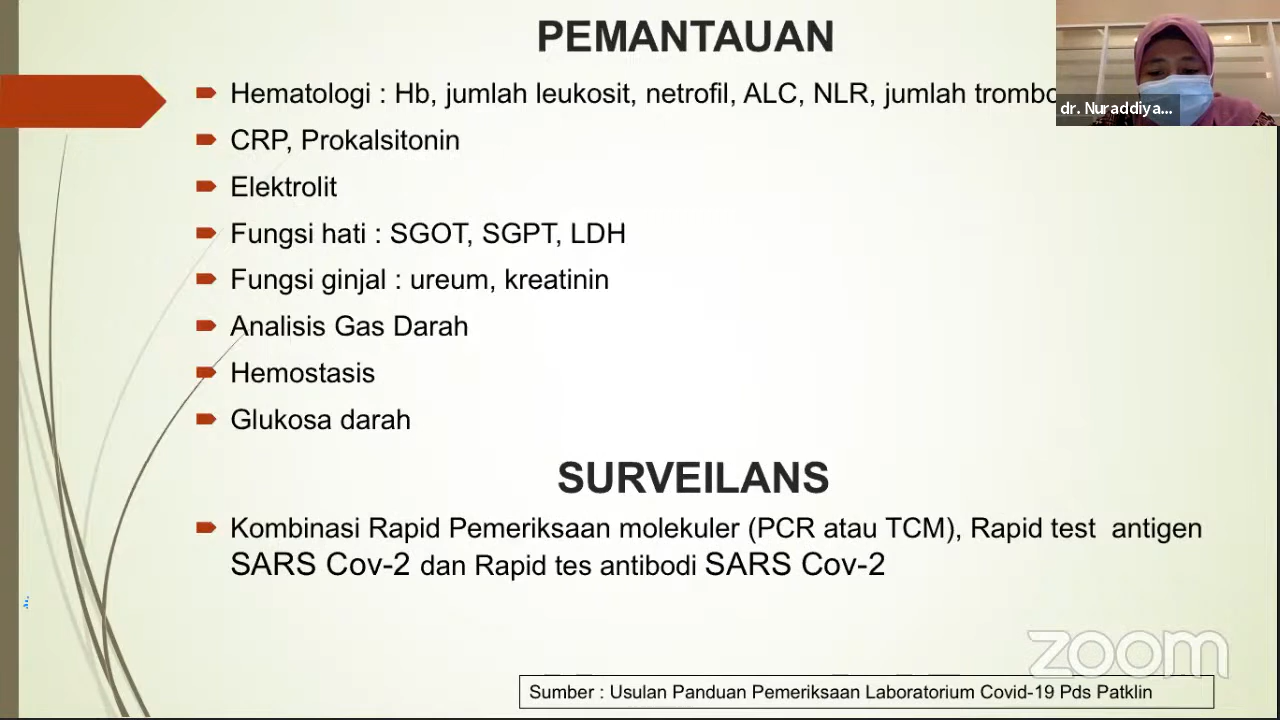 PEMANTAUAN
Hematologi : Hb, jumlah leukosit, netrofil, ALC, NLR, jumlah
dr. Nuraddiya...
CRP, Prokalsitonin
Elektrolit
Fungsi hati : SGOT, SGPT, LDH
Fungsi ginjal : ureum, kreatinin
Analisis Gas Darah
Hemostasis
Glukosa darah
SURVEILANS
Kombinasi Rapid Pemeriksaan molekuler (PCR atau TCM), Rapid test antigen
SARS Cov-2 dan Rapid tes antibodi SARS Cov-2
zoom
Sumber : Usulan Panduan Pemeriksaan Laboratorium Covid-19 Pds Patklin